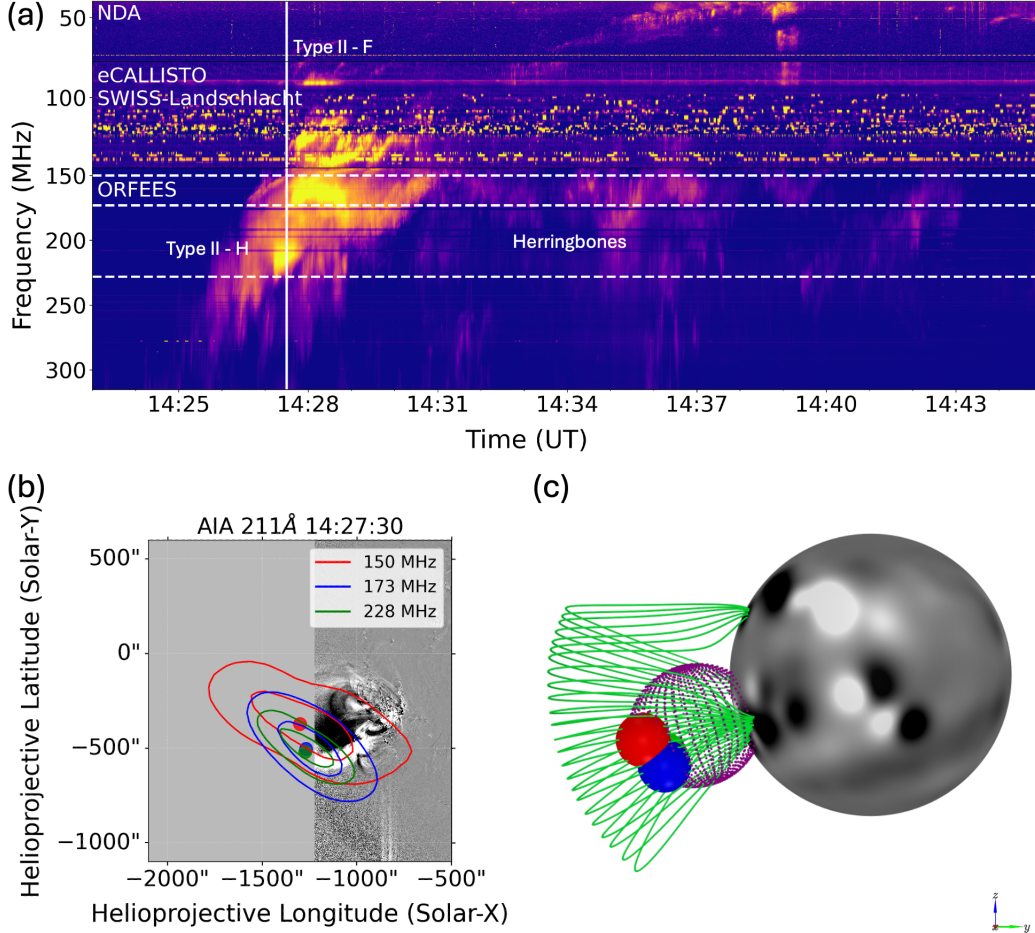 (a)
NDA
Type II - F
eCALLISTO
SWISS-Landschlacht
ORFEES
Type II - H
Herringbones
Frequency (MHz)
50
100
150
200
250
300
14:25 14:28 14:31 14:34 14:37 14:40 14:43
Time (UT)
(b)
AIA 211Å 14:27:30
150 MHz
173 MHz
228 MHz
Helioprojective Latitude (Solar-Y)
500"
0"
−500"
−1000"
−2000" −1500" −1000" −500"
Helioprojective Longitude (Solar-X)
(c)
z
x
y